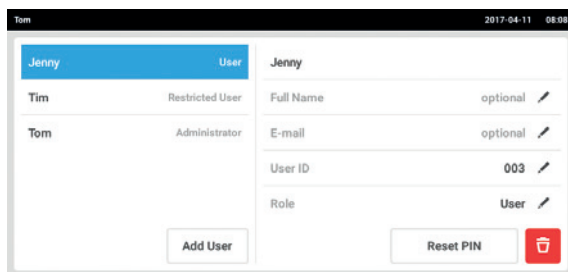 Tom 2017-04-11 08:08
Jenny User
Tim Restricted User
Tom Administrator
Add User
Jenny
Full Name optional
E-mail optional
User ID 003
Role User
Reset PIN